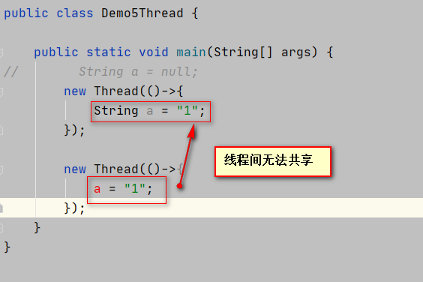 public class Demo5Thread {
public static void main(String[] args) {
// String a = null;
new Thread(()->{
String a = "1";
});
线程间无法共享
new Thread(()->{
a = "1";
});
}
}